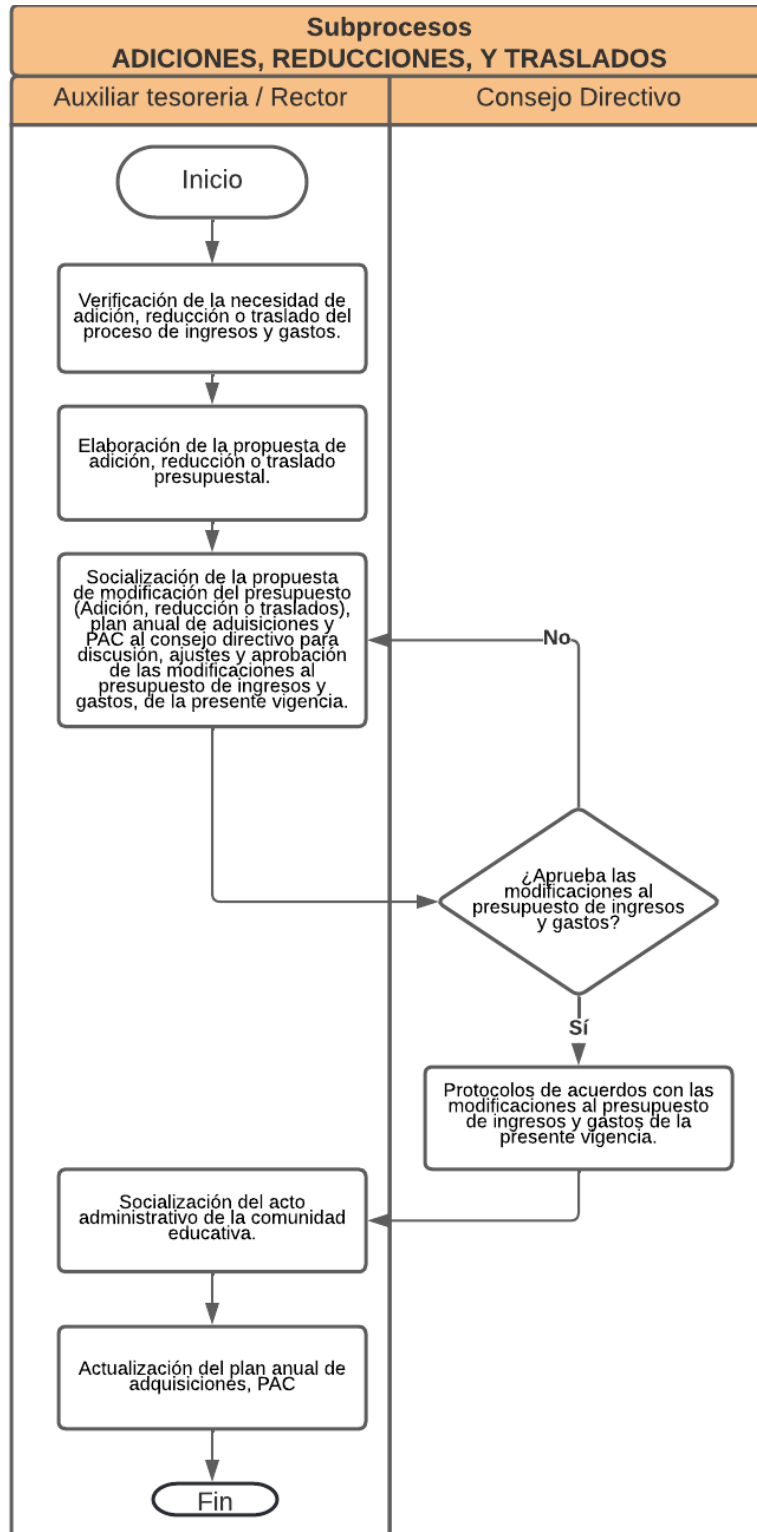 Subprocesos
ADICIONES, REDUCCIONES, Y TRASLADOS
Auxiliar tesoreria / Rector
Consejo Directivo
Inicio
Verificación de la necesidad de
adición, reducción o traslado del
proceso de ingresos y gastos.
Elaboración de la propuesta de
adición, reducción o traslado
presupuestal.
Socialización de la propuesta
de modificación del presupuesto
(Adición, reducción o traslados),
plan anual de aduisiciones y
PAC al consejo directivo para
discusión, ajustes y aprobación
de las modificaciones al
presupuesto de ingresos y
gastos, de la presente vigencia.
No
¿Aprueba las
modificaciones al
presupuesto de ingresos
y gastos?
Sí
Protocolos de acuerdos con las
modificaciones al presupuesto
de ingresos y gastos de la
presente vigencia.
Socialización del acto
administrativo de la comunidad
educativa.
Actualización del plan anual de
adquisiciones, PAC
Fin